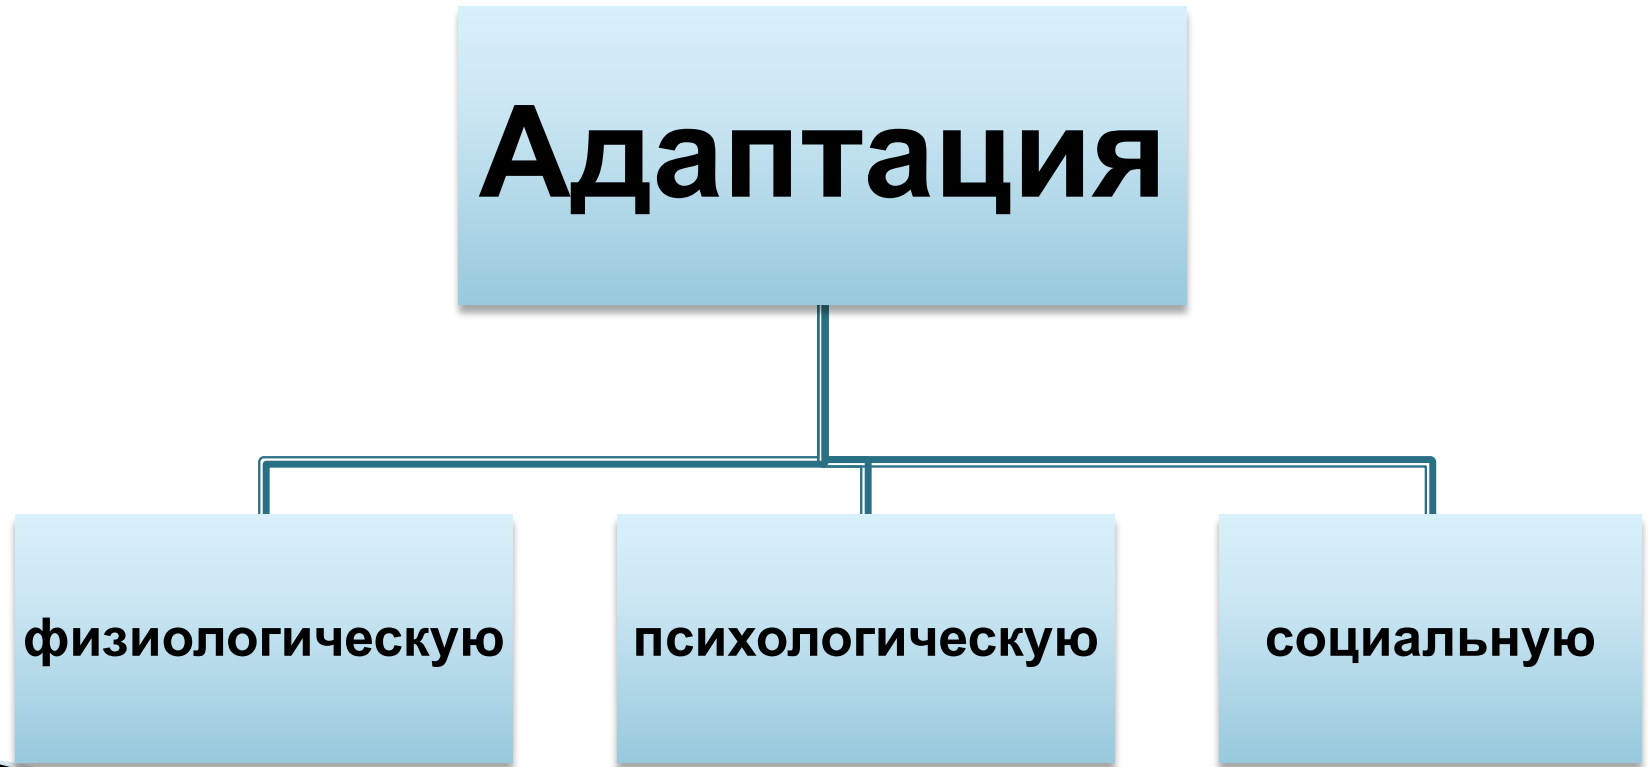 Адаптация
физиологическую
психологическую
социальную